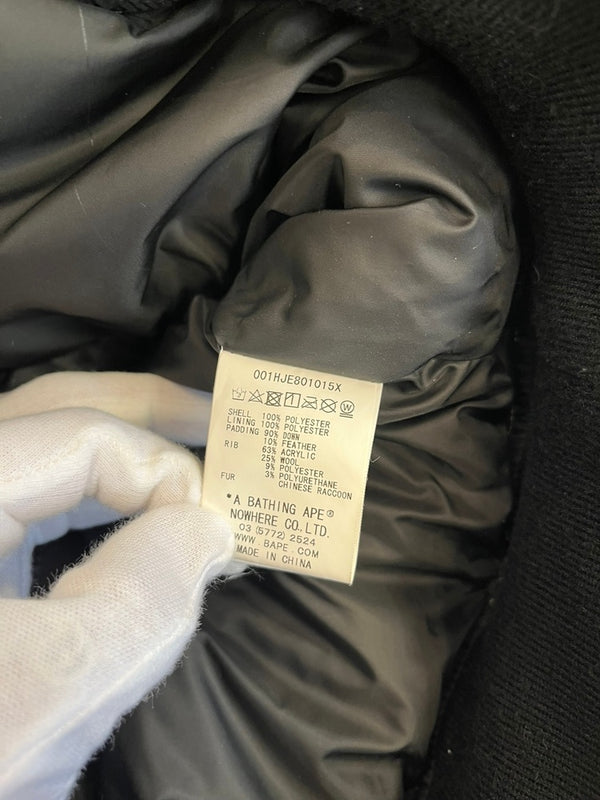 001HJE801015X
SHELL 100% POLYESTER
LINING 100% POLYESTER
PADDING 90% DOWN
10% FEATHER
RIB 63% ACRYLIC
25% WOOL
9% POLYESTER
3% POLYURETHANE
FUR CHINESE RACCOON
*A BATHING APE®
NOWHERE CO.,LTD.
03 (5772) 2524
WWW.BAPE.COM
MADE IN CHINA